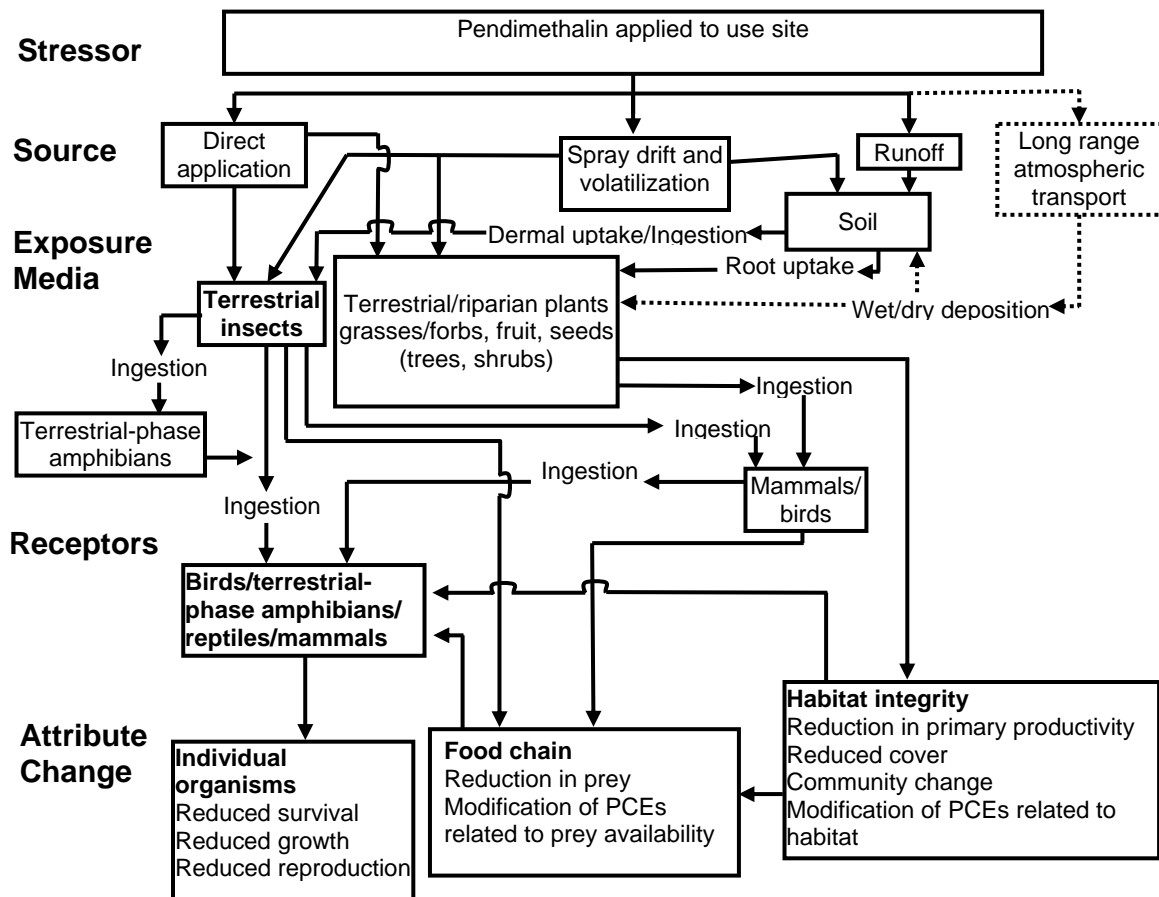 Stressor
Pendimethalin applied to use site
Source
Direct
application
Spray drift and
volatilization
Runoff
Long range
atmospheric
transport
Soil
Exposure
Media
Dermal uptake/Ingestion
Root uptake
Wet/dry deposition
Terrestrial
insects
Terrestrial/riparian plants
grasses/forbs, fruit, seeds
(trees, shrubs)
Ingestion
Ingestion
Terrestrial-phase
amphibians
Ingestion
Ingestion
Mammals/
birds
Ingestion
Receptors
Birds/terrestrial-
phase amphibians/
reptiles/mammals
Attribute
Change
Individual
organisms
Reduced survival
Reduced growth
Reduced reproduction
Food chain
Reduction in prey
Modification of PCEs
related to prey availability
Habitat integrity
Reduction in primary productivity
Reduced cover
Community change
Modification of PCEs related to
habitat